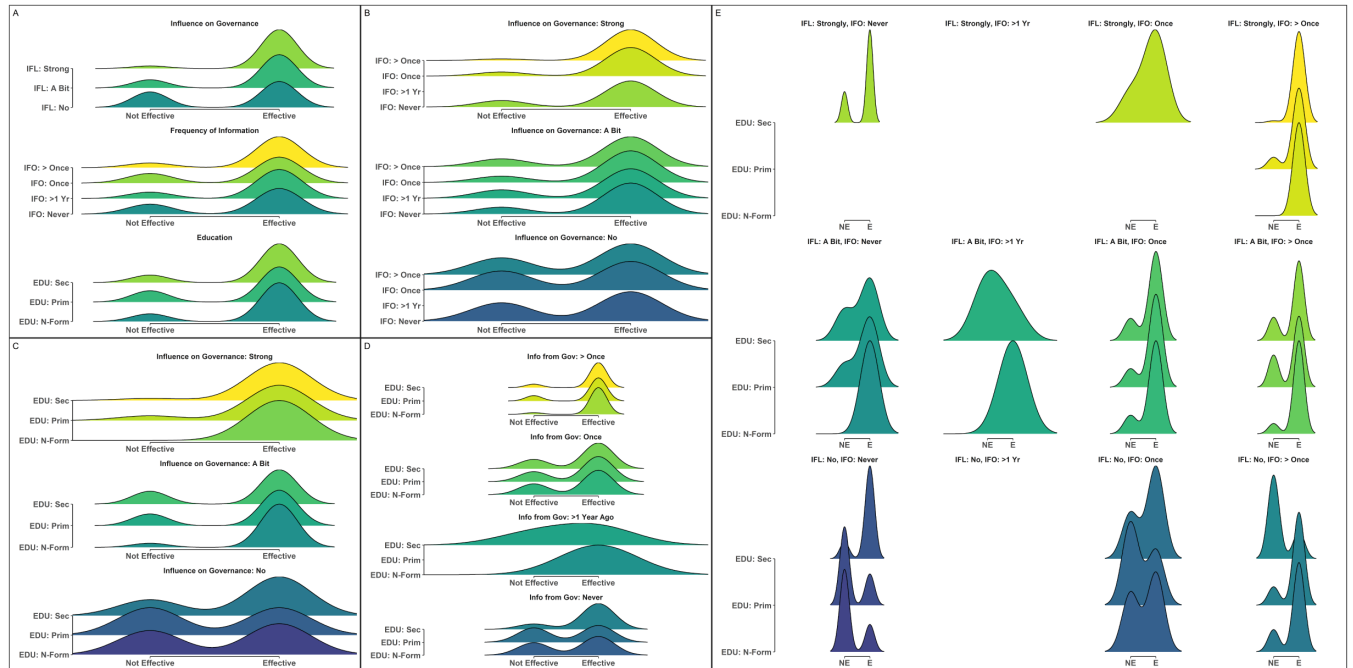 A
Influence on Governance
IFL: Strong
IFL: A Bit
IFL: No
Not Effective Effective
Frequency of Information
IFO: > Once
IFO: Once
IFO: >1 Yr
IFO: Never
Not Effective Effective
Education
EDU: Sec
EDU: Prim
EDU: N-Form
Not Effective Effective
B
Influence on Governance: Strong
IFO: > Once
IFO: Once
IFO: >1 Yr
IFO: Never
Not Effective Effective
Influence on Governance: A Bit
IFO: > Once
IFO: Once
IFO: >1 Yr
IFO: Never
Not Effective Effective
Influence on Governance: No
IFO: > Once
IFO: Once
IFO: >1 Yr
IFO: Never
Not Effective Effective
C
Influence on Governance: Strong
EDU: Sec
EDU: Prim
EDU: N-Form
Not Effective Effective
Influence on Governance: A Bit
EDU: Sec
EDU: Prim
EDU: N-Form
Not Effective Effective
Influence on Governance: No
EDU: Sec
EDU: Prim
EDU: N-Form
Not Effective Effective
D
Info from Gov: > Once
EDU: Sec
EDU: Prim
EDU: N-Form
Not Effective Effective
Info from Gov: Once
EDU: Sec
EDU: Prim
EDU: N-Form
Not Effective Effective
Info from Gov: >1 Year Ago
EDU: Sec
EDU: Prim
EDU: N-Form
Not Effective Effective
Info from Gov: Never
EDU: Sec
EDU: Prim
EDU: N-Form
Not Effective Effective
E
IFL: Strongly, IFO: Never IFL: Strongly, IFO: >1 Yr IFL: Strongly, IFO: Once IFL: Strongly, IFO: > Once
EDU: Sec
EDU: Prim
EDU: N-Form
NE E NE E NE E
IFL: A Bit, IFO: Never IFL: A Bit, IFO: >1 Yr IFL: A Bit, IFO: Once IFL: A Bit, IFO: > Once
EDU: Sec
EDU: Prim
EDU: N-Form
NE E NE E NE E NE E
IFL: No, IFO: Never IFL: No, IFO: >1 Yr IFL: No, IFO: Once IFL: No, IFO: > Once
EDU: Sec
EDU: Prim
EDU: N-Form
NE E NE E NE E